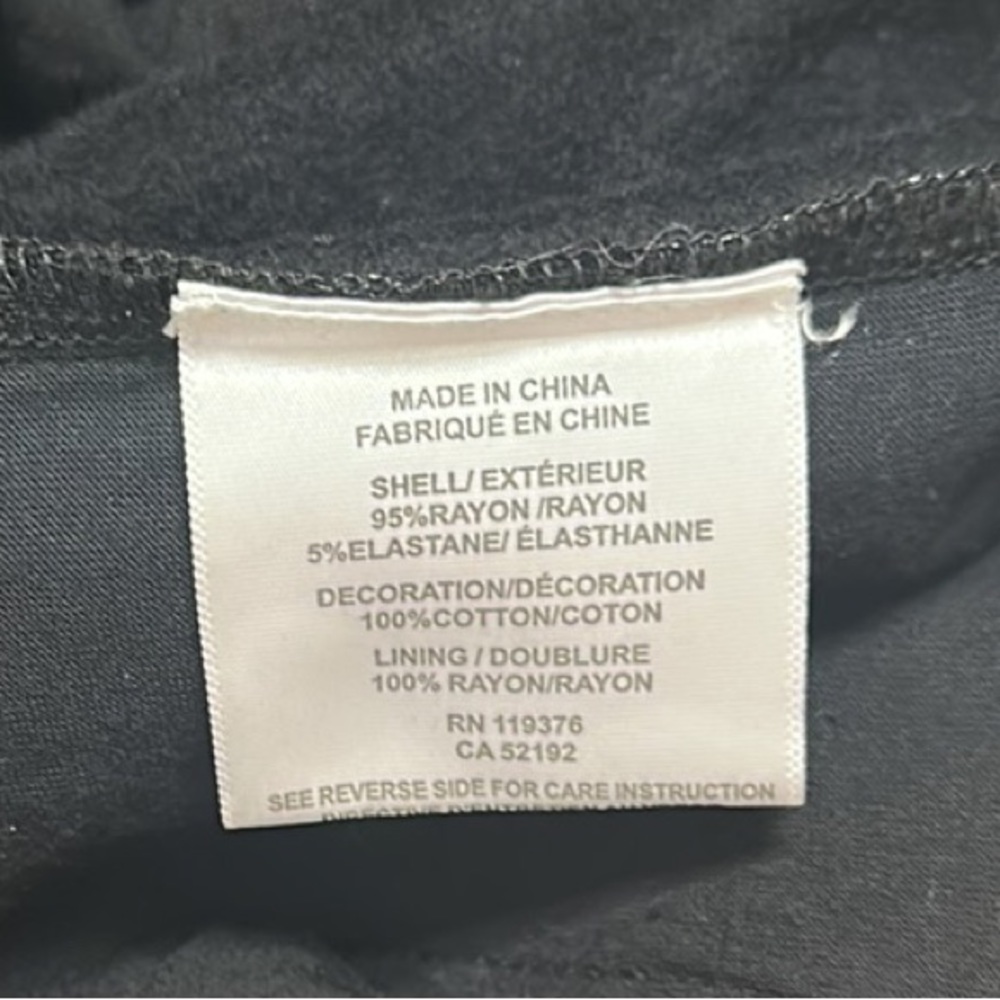 MADE IN CHINA
FABRIQUÉ EN CHINE
SHELL/ EXTÉRIEUR
95%RAYON /RAYON
5%ELASTANE/ ÉLASTHANNE
DECORATION/DÉCORATION
100%COTTON/COTON
LINING / DOUBLURE
100% RAYON/RAYON
RN 119376
CA 52192
SEE REVERSE SIDE FOR CARE INSTRUCTION